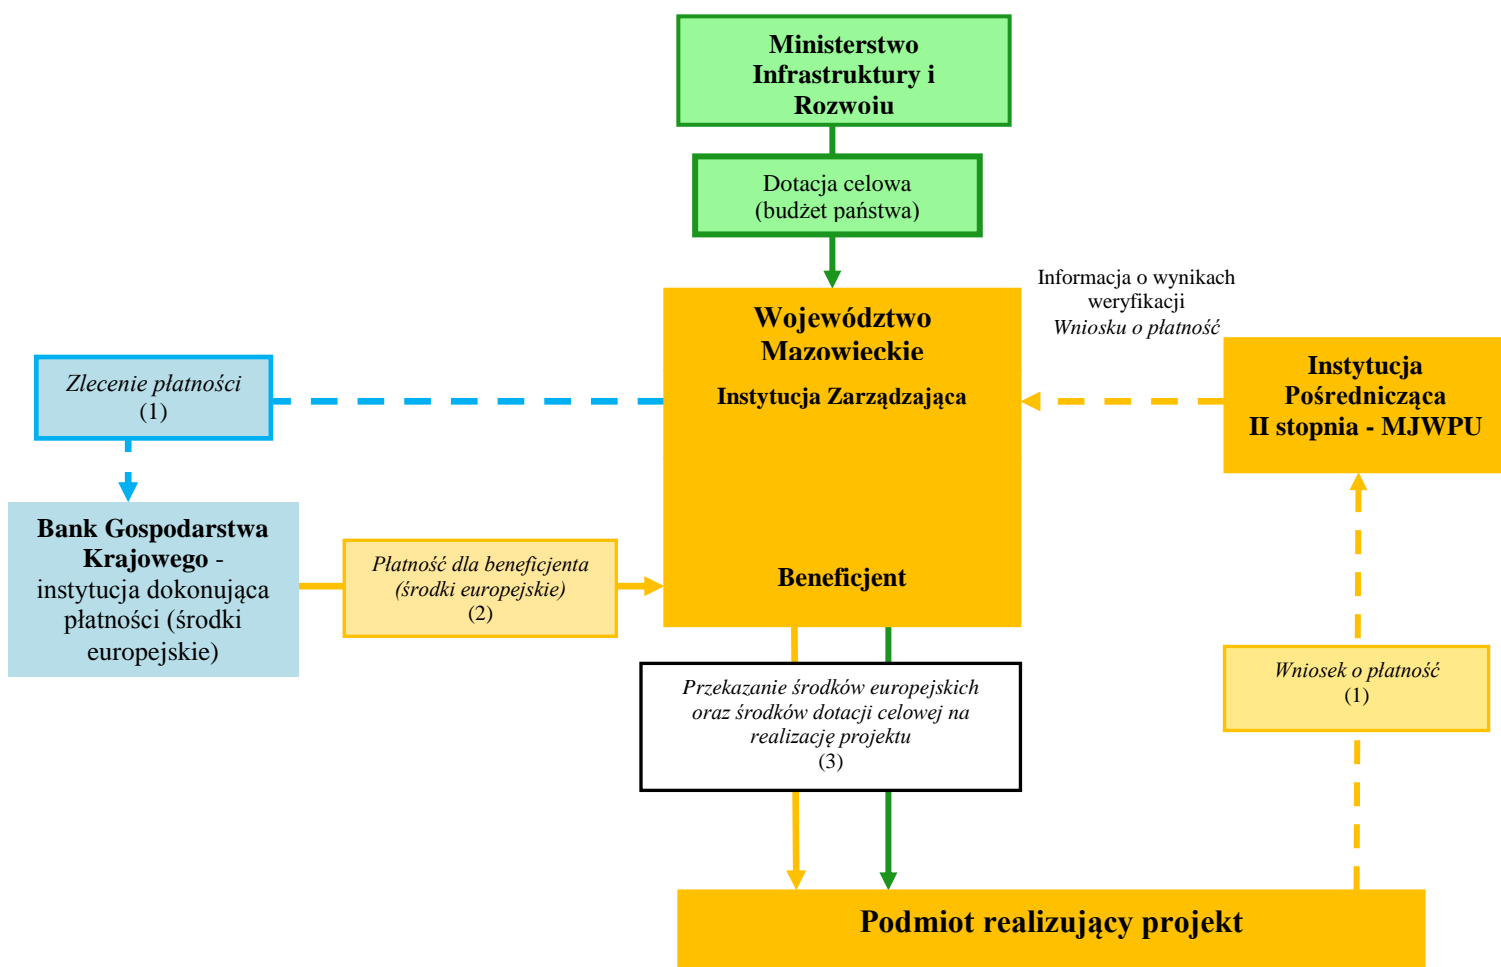 Ministerstwo
Infrastruktury i
Rozwoju
Dotacja celowa
(budżet państwa)
Informacja o wynikach
weryfikacji
Wniosku o płatność
Województwo
Mazowieckie
Instytucja Zarządzająca
Beneficjent
Instytucja
Pośrednicząca
II stopnia - MJWPU
Zlecenie płatności
(1)
Bank Gospodarstwa
Krajowego -
instytucja dokonująca
płatności (środki
europejskie)
Płatność dla beneficjenta
(środki europejskie)
(2)
Przekazanie środków europejskich
oraz środków dotacji celowej na
realizację projektu
(3)
Wniosek o płatność
(1)
Podmiot realizujący projekt